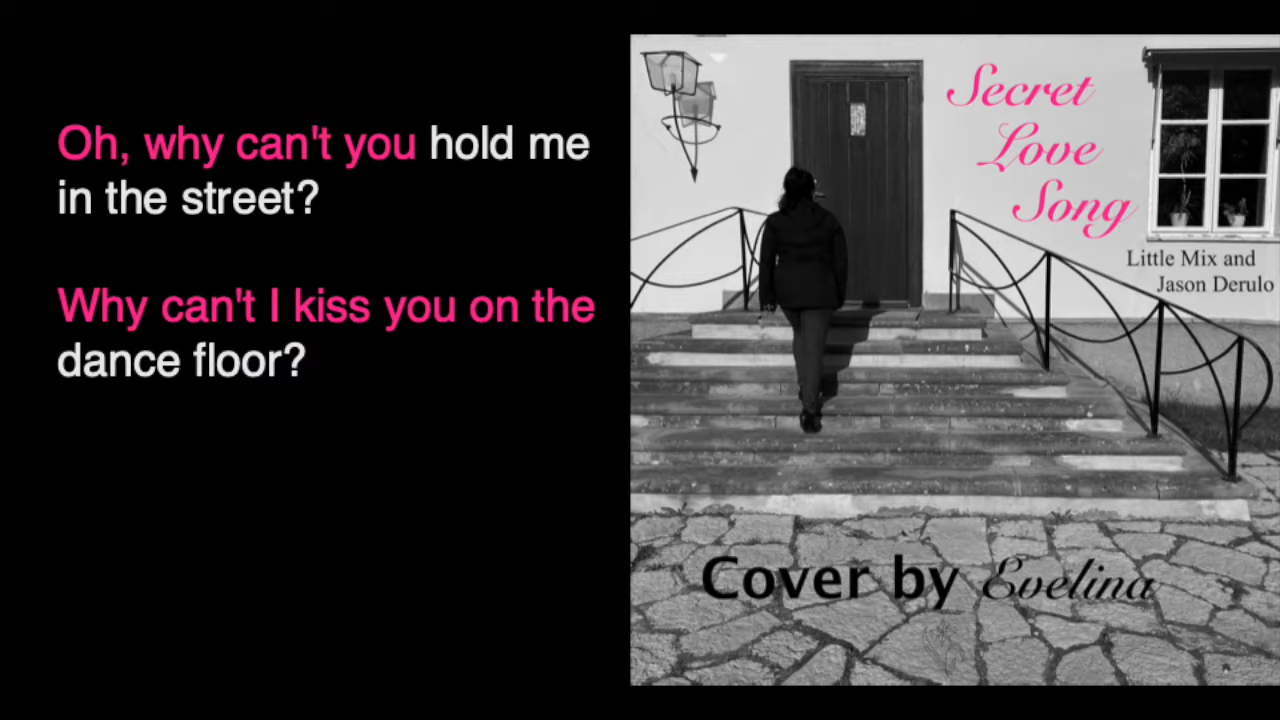 Oh, why can't you hold me
in the street?
Why can't I kiss you on the
dance floor?
Secret
Love
Song
Little Mix and
Jason Derulo
Cover by Evelina